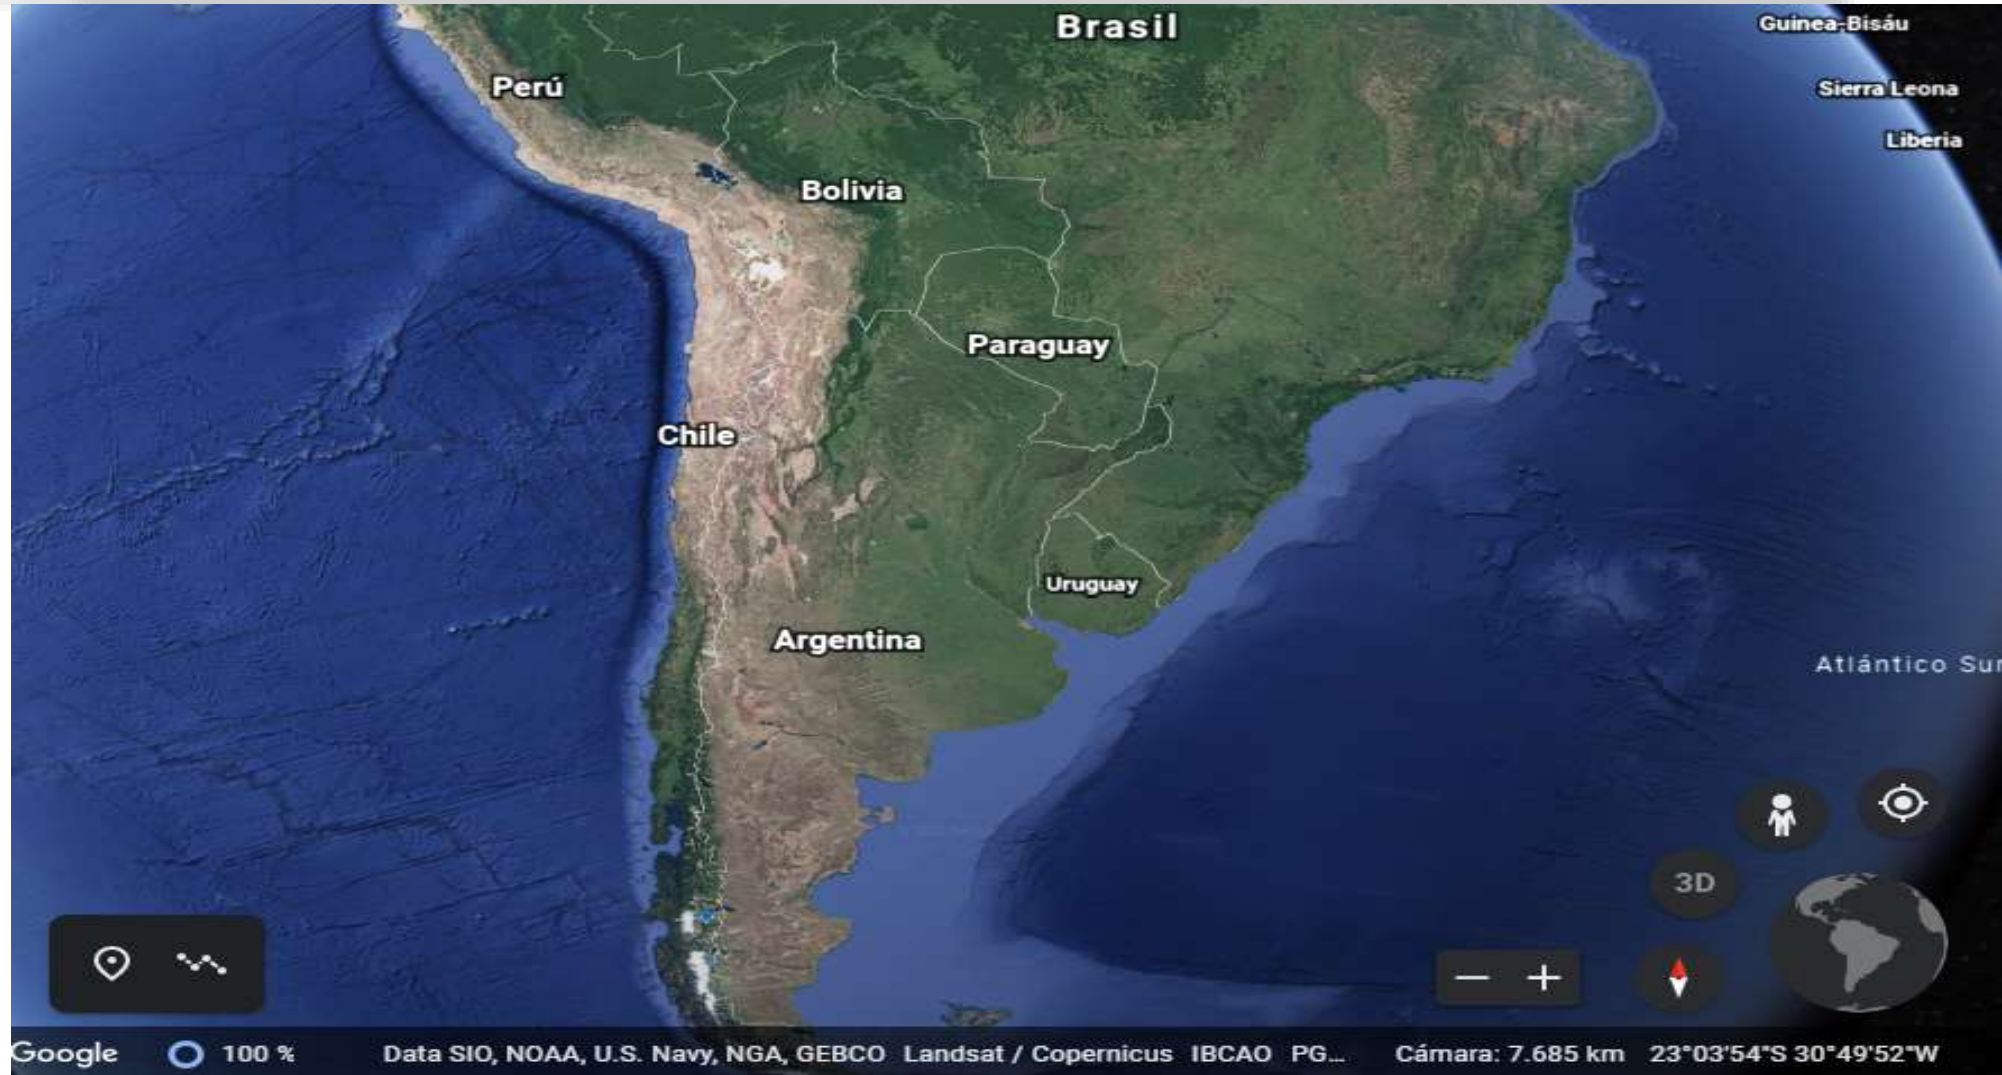 Brasil
Guinea-Bisáu
Perú
Sierra Leona
Liberia
Bolivia
Paraguay
Chile
Uruguay
Argentina
Atlántico Sur
3D
Google 100 % Data SIO, NOAA, U.S. Navy, NGA, GEBCO Landsat / Copernicus IBCAO PG... Cámara: 7.685 km 23°03'54"S 30°49'52"W